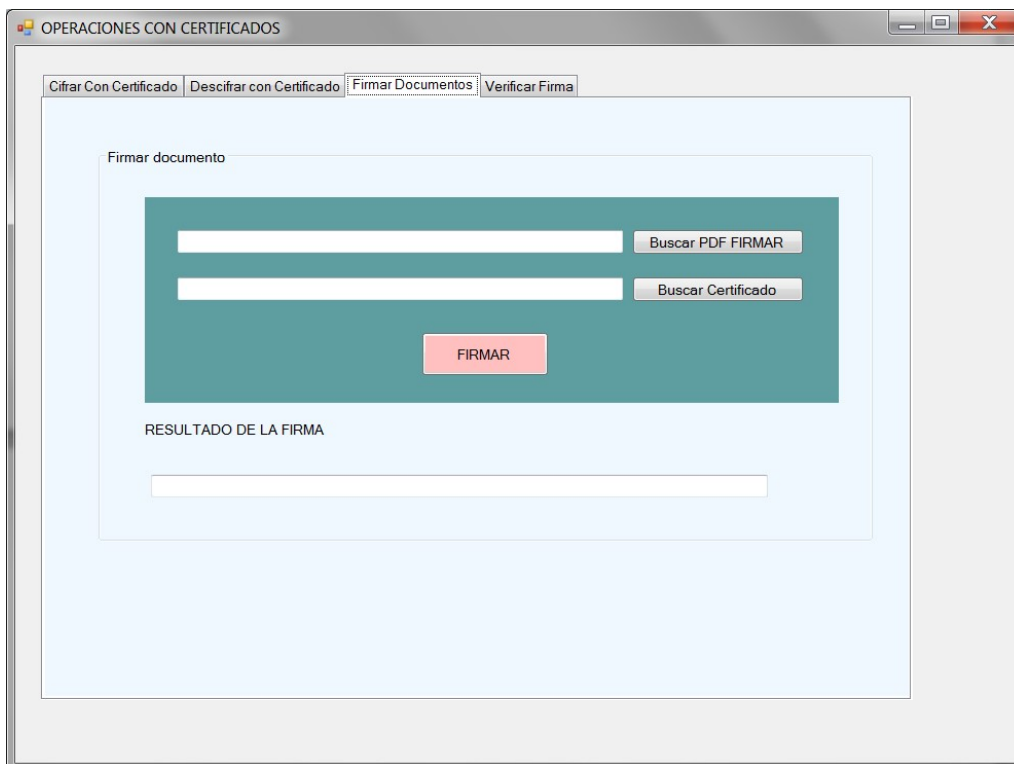 OPERACIONES CON CERTIFICADOS
Cifrar Con Certificado Descifrar con Certificado Firmar Documentos Verificar Firma
Firmar documento
Buscar PDF FIRMAR
Buscar Certificado
FIRMAR
RESULTADO DE LA FIRMA